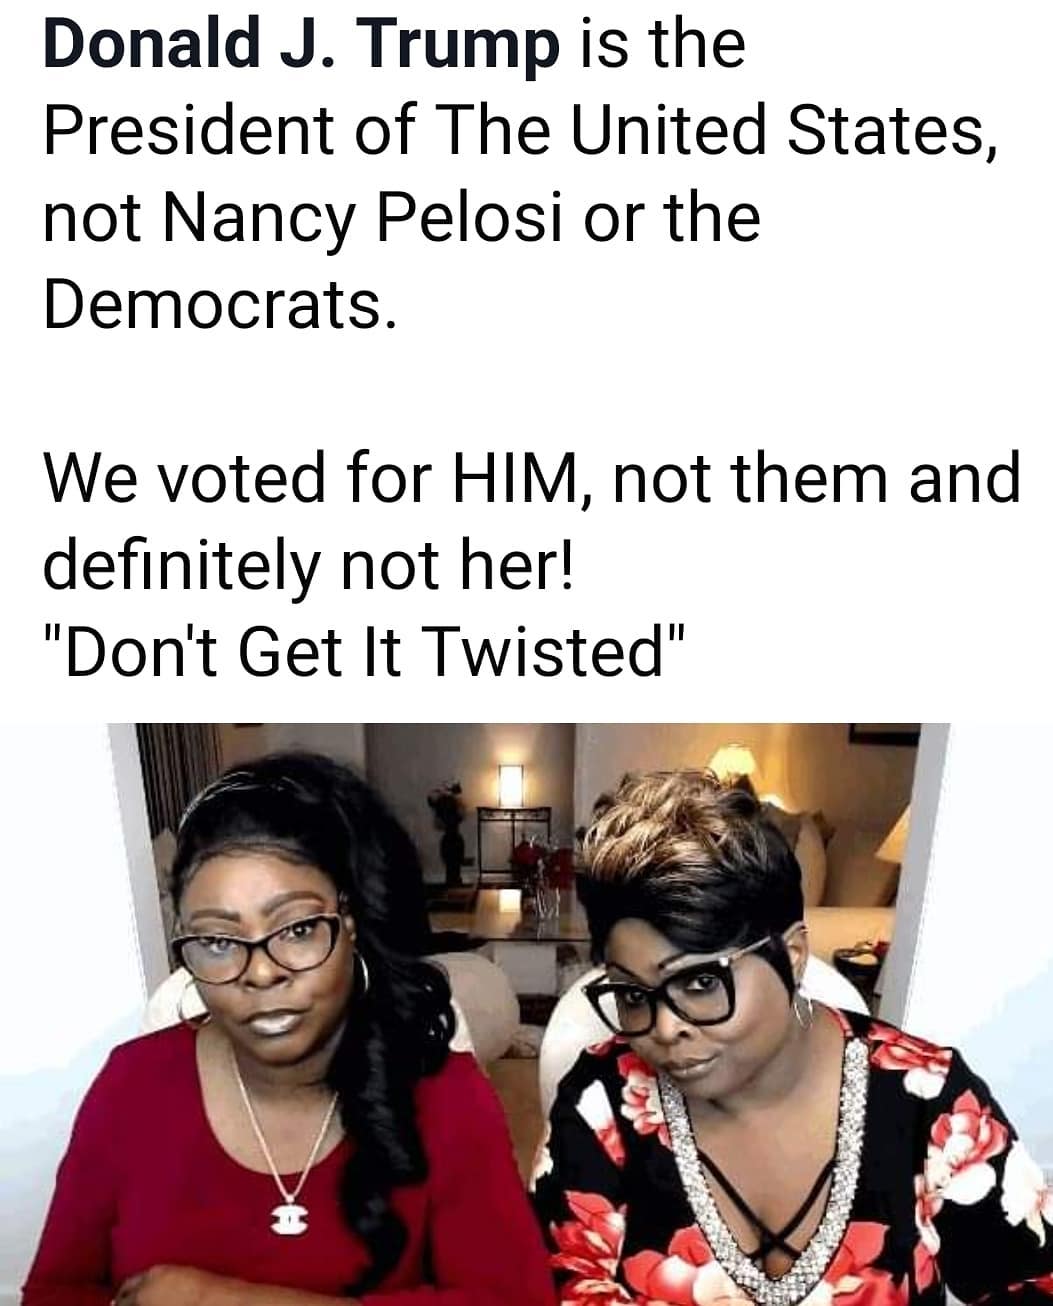 Donald J. Trump is the
President of The United States,
not Nancy Pelosi or the
Democrats.
We voted for HIM, not them and
definitely not her!
"Don't Get It Twisted"